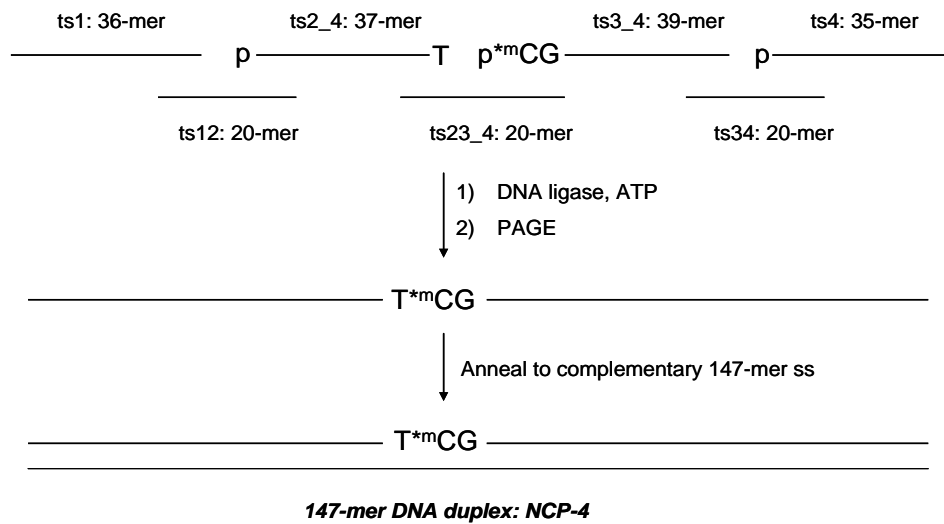 ts1: 36-mer ts2_4: 37-mer ts3_4: 39-mer ts4: 35-mer
p T p*mCG p
ts12: 20-mer ts23_4: 20-mer ts34: 20-mer
1) DNA ligase, ATP
2) PAGE
T*mCG
Anneal to complementary 147-mer ss
T*mCG
147-mer DNA duplex: NCP-4